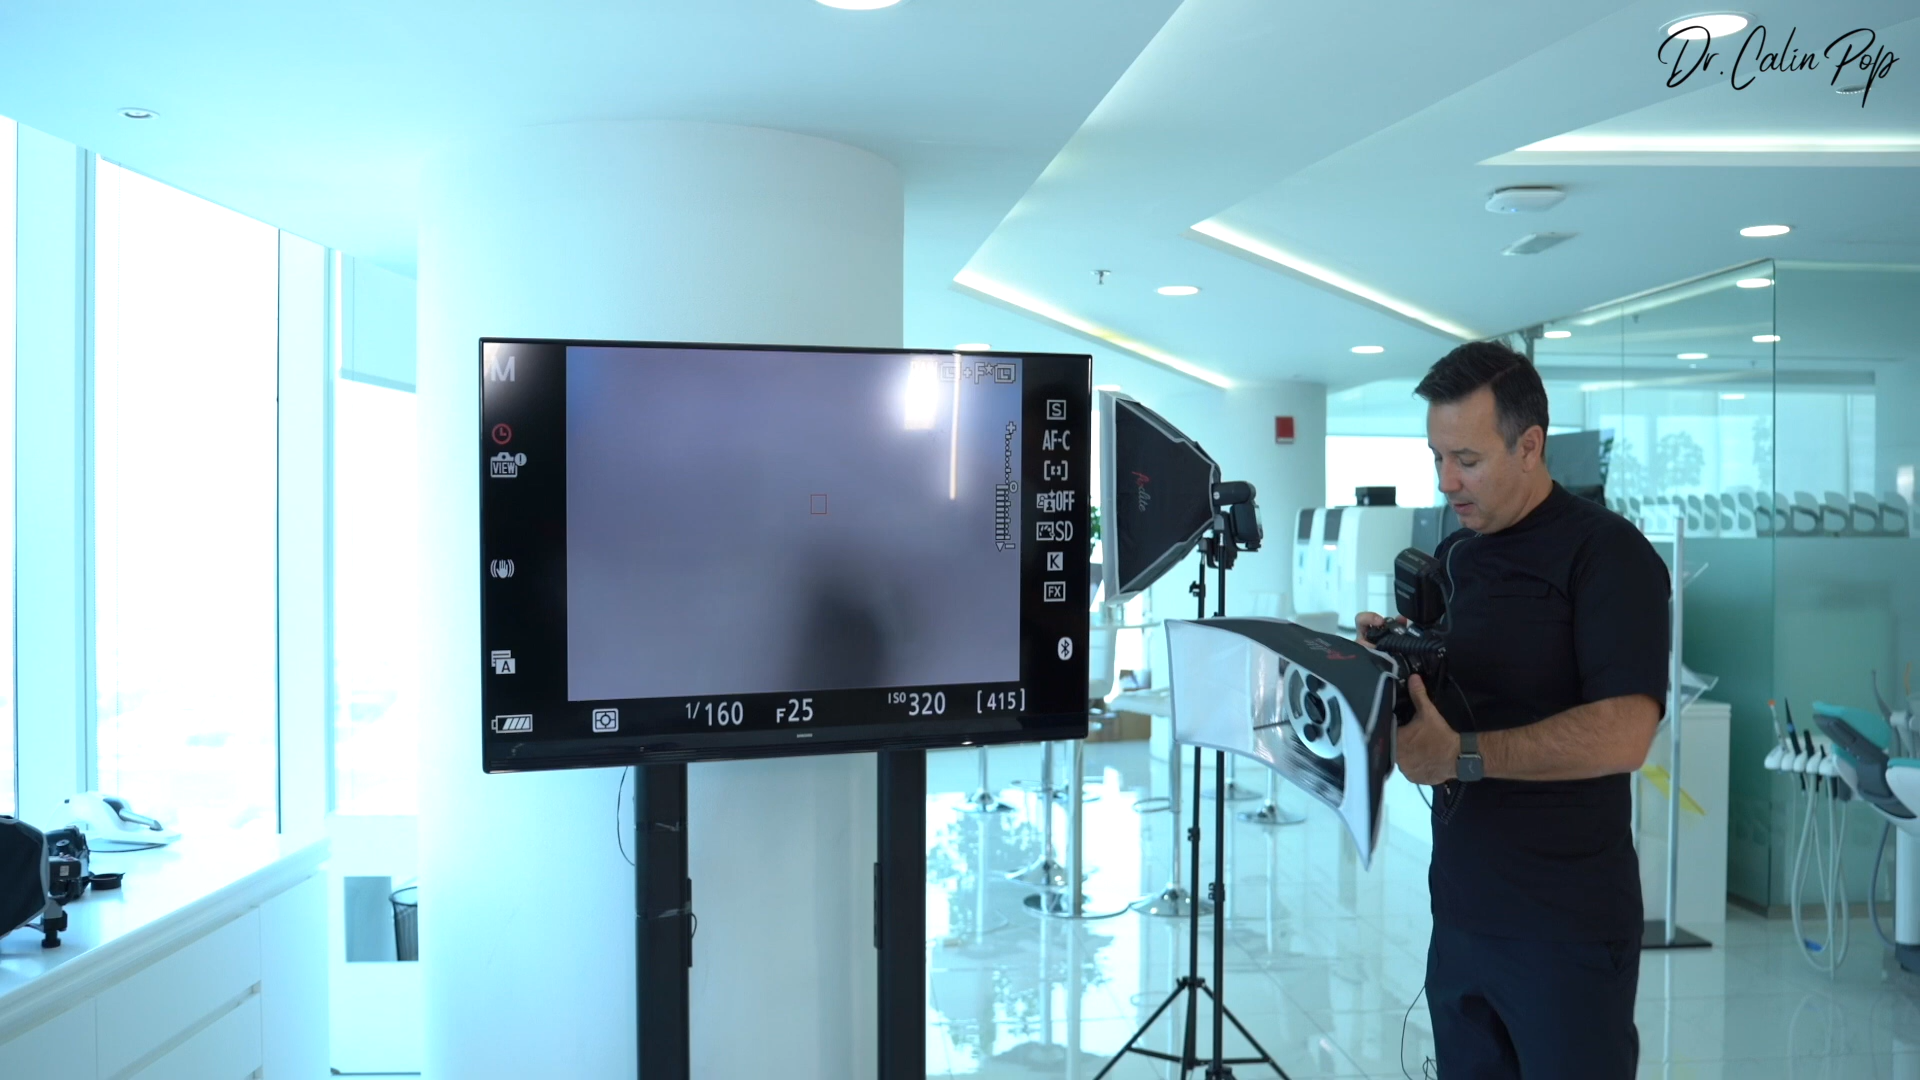 Dr. Calin Pop
M
S
AF-C
VIEW
OFF
SD
K
FX
A
1/160
F25
ISO 320
[415]